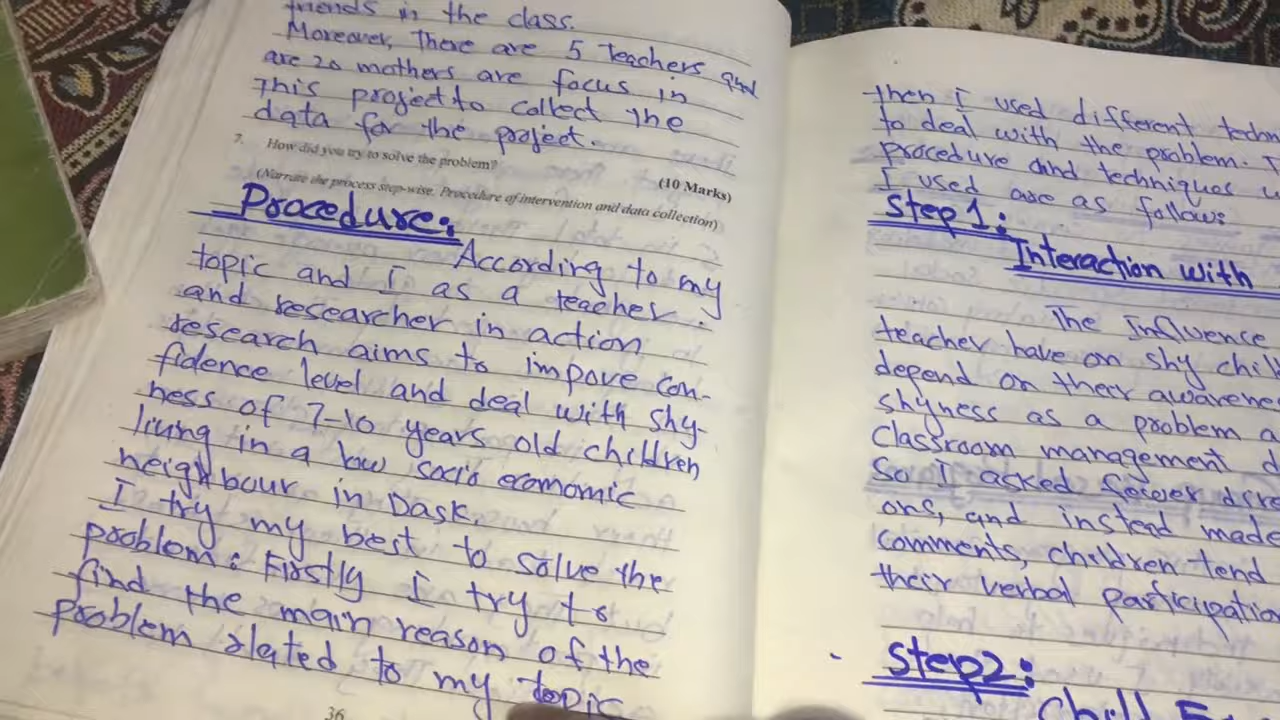 friends in the class.
Moreover, There are 5 Teachers and
are 20 mothers are focus in
This project to collect the
data for the project.
7. How did you try to solve the problem?
(10 Marks)
(Narrate the process step-wise. Procedure of intervention and data collection)
Procedure:
According to my
topic and I as a teacher.
and researcher in action
research aims to impove con-
fidence level and deal with shy-
ness of 7-10 years old children,
living in a low socio economic
neighbour in Dask.
I try my best to solve the
problem: Firstly I try to
find the main reason of the
problem slated to my topic
36
then I used different
to deal with the problem.
procedure and techniques
I used are as follow:
Step1:
Interaction with
The Influence
teacher have on shy
depend on their
shyness as a problem
Classroom management
So I asked
ons, and instead made
comments, children tend
their verbal
Step2: